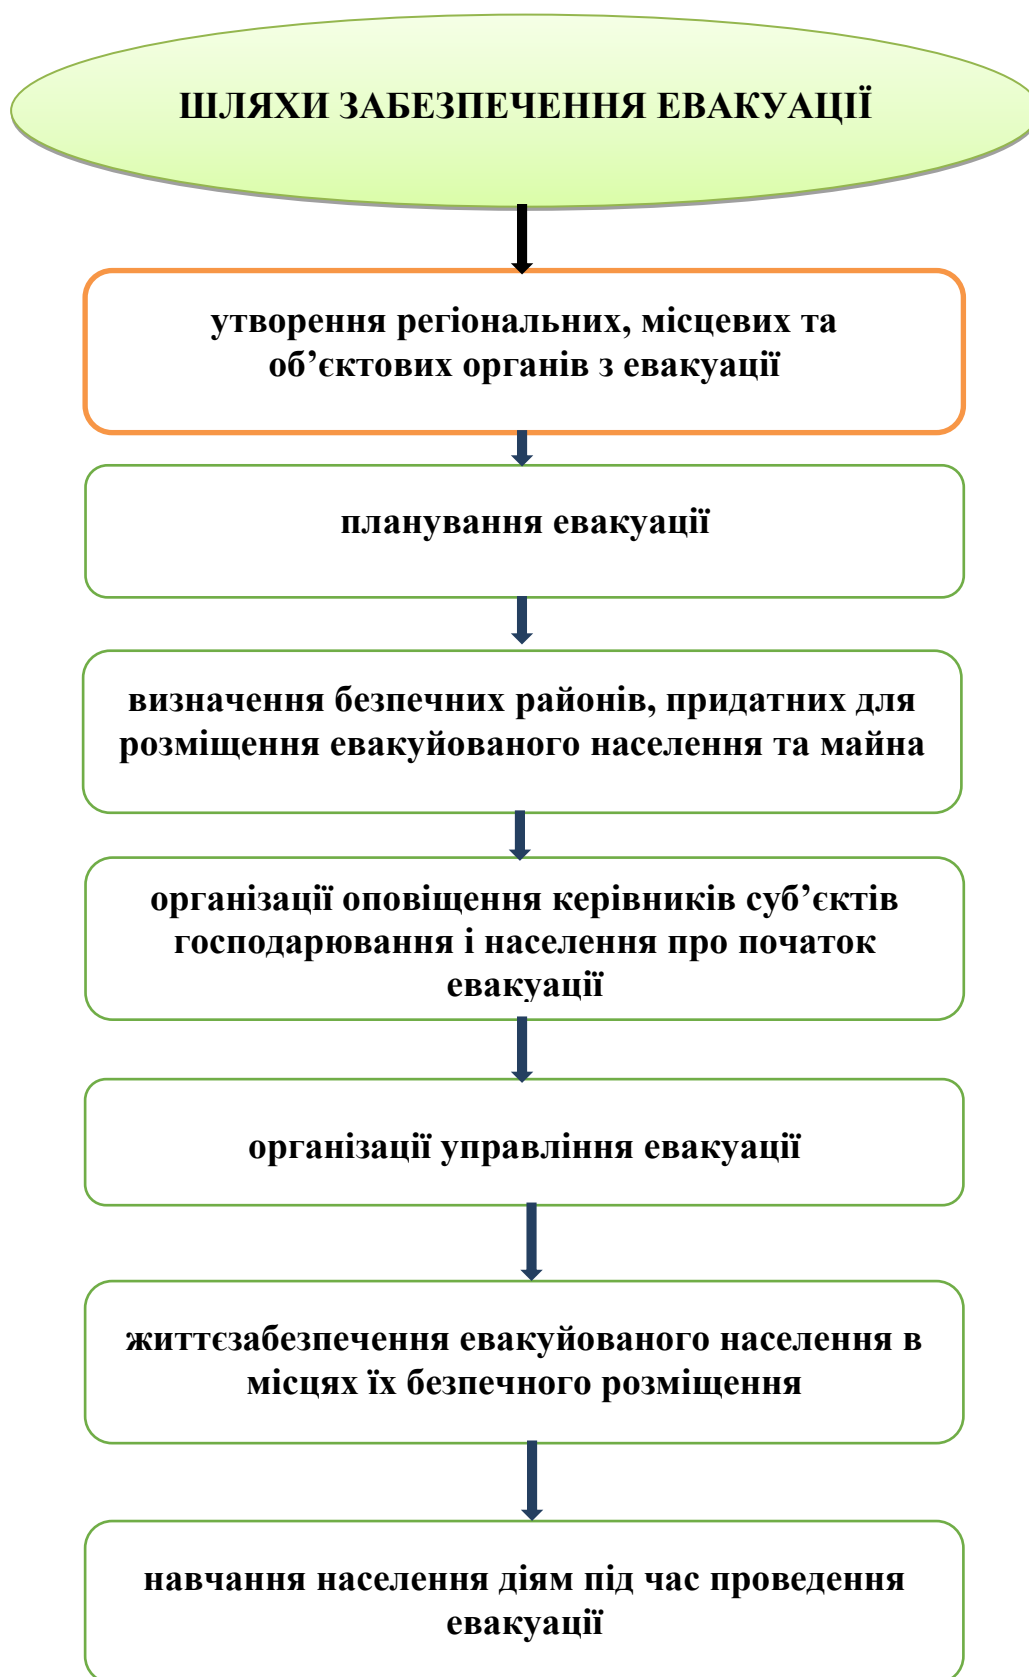 ШЛЯХИ ЗАБЕЗПЕЧЕННЯ ЕВАКУАЦІЇ
утворення регіональних, місцевих та
об’єктових органів з евакуації
планування евакуації
визначення безпечних районів, придатних для
розміщення евакуйованого населення та майна
організації оповіщення керівників суб’єктів
господарювання і населення про початок
евакуації
організації управління евакуації
життєзабезпечення евакуйованого населення в
місцях їх безпечного розміщення
навчання населення діям під час проведення
евакуації